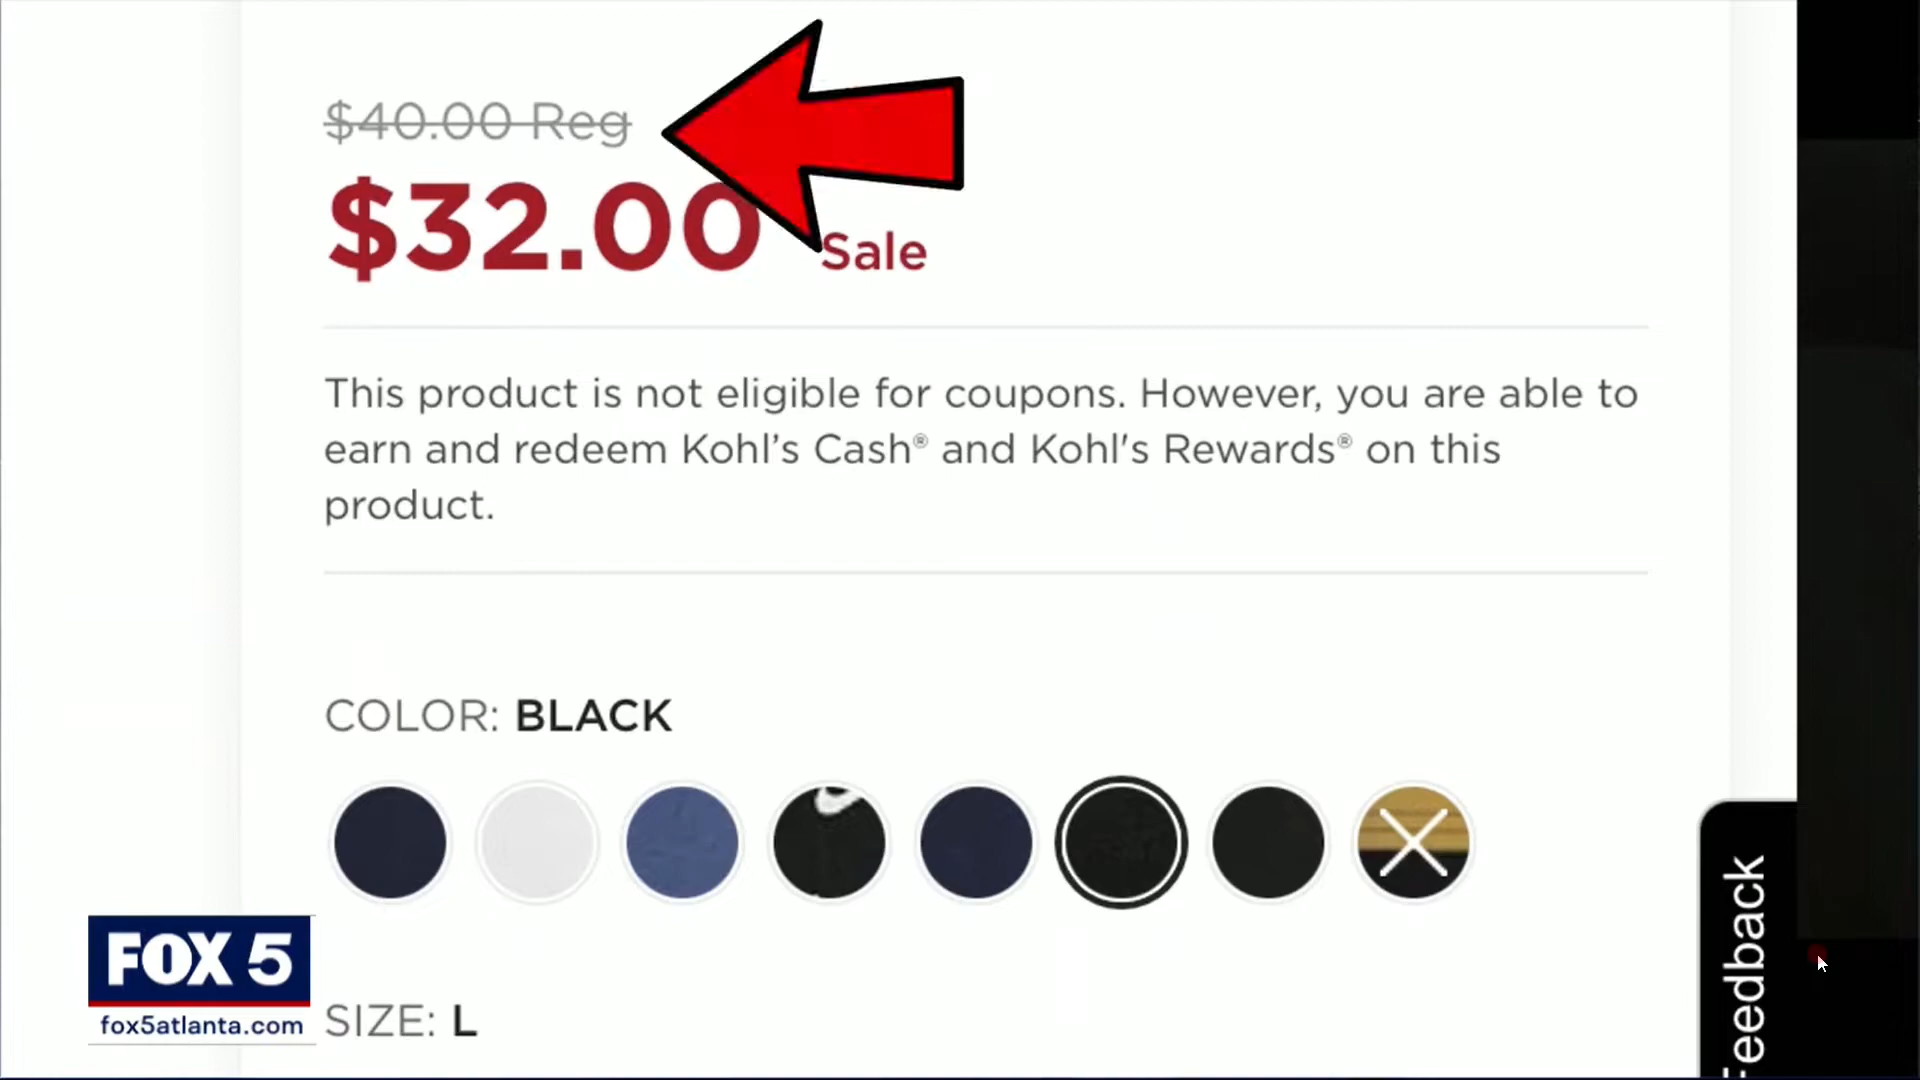 $40.00 Reg
$32.00 Sale
This product is not eligible for coupons. However, you are able to
earn and redeem Kohl’s Cash® and Kohl's Rewards® on this
product.
COLOR: BLACK
SIZE: L
FOX 5
fox5atlanta.com
Feedback